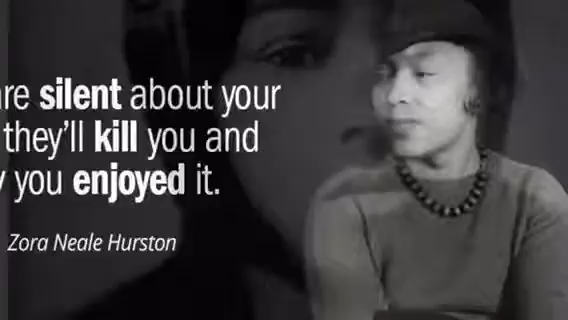 are silent about your
they’ll kill you and
y you enjoyed it.
Zora Neale Hurston